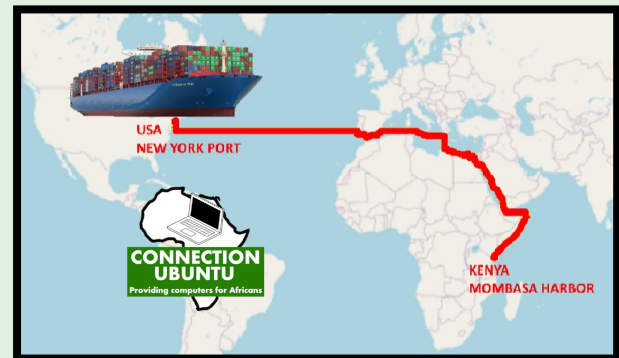 USA
NEW YORK PORT
CONNECTION
UBUNTU
Providing computers for Africans
KENYA
MOMBASA HARBOR